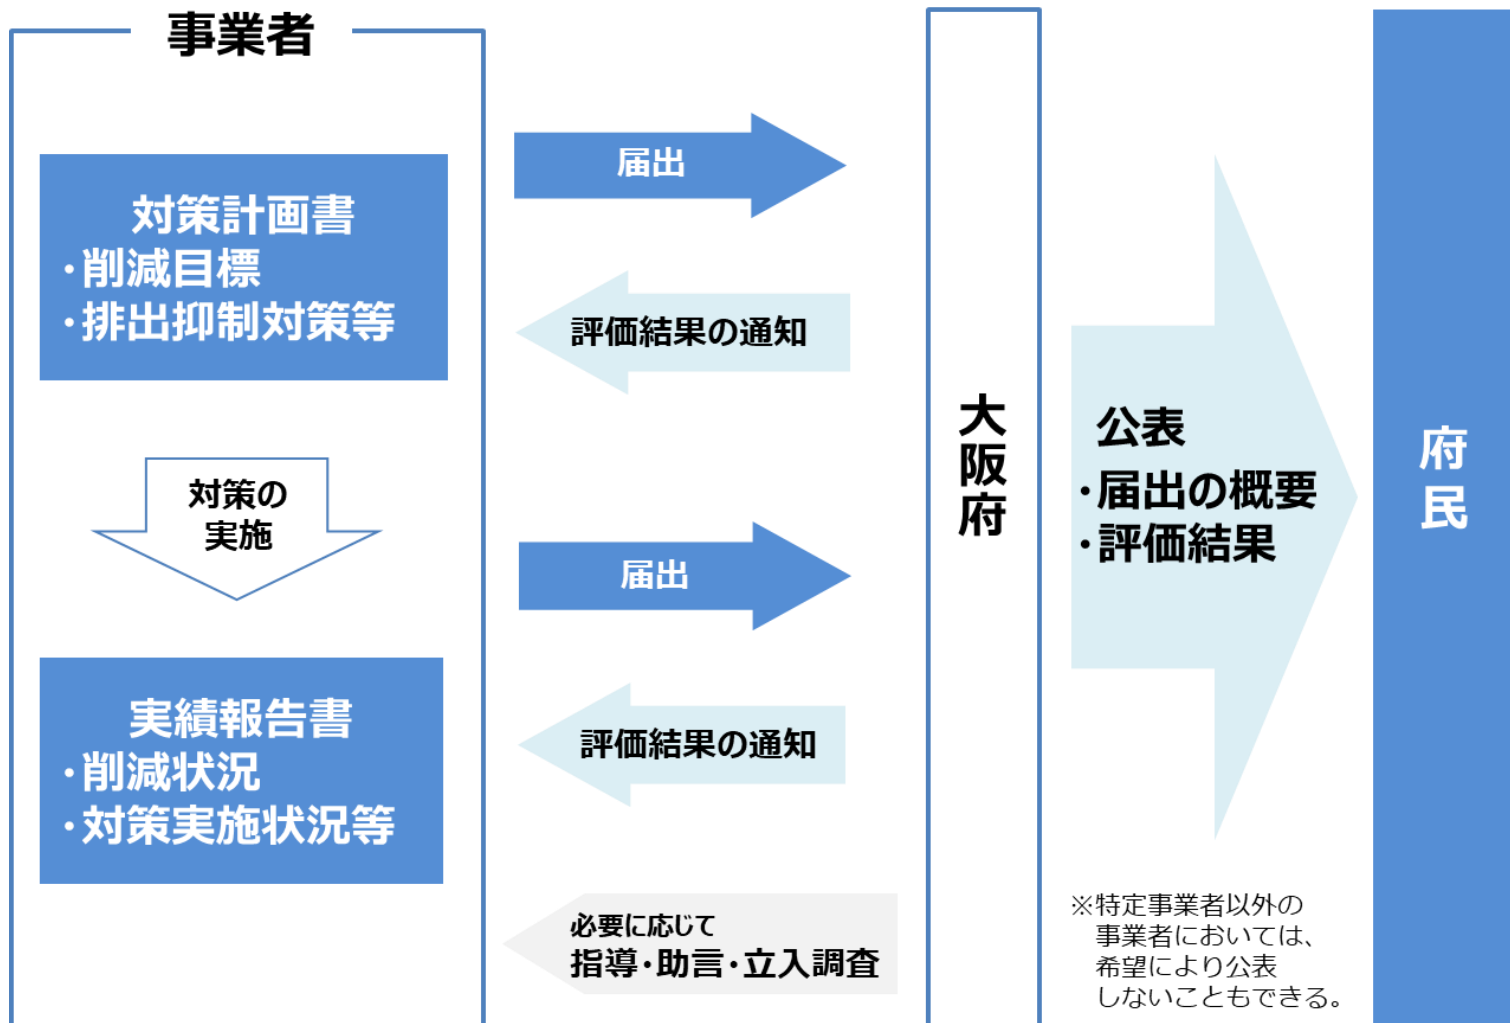 事業者
対策計画書
・削減目標
・排出抑制対策等
対策の
実施
実績報告書
・削減状況
・対策実施状況等
届出
評価結果の通知
届出
評価結果の通知
必要に応じて
指導・助言・立入調査
大阪府
公表
・届出の概要
・評価結果
※特定事業者以外の
事業者においては、
希望により公表
しないこともできる。
府民